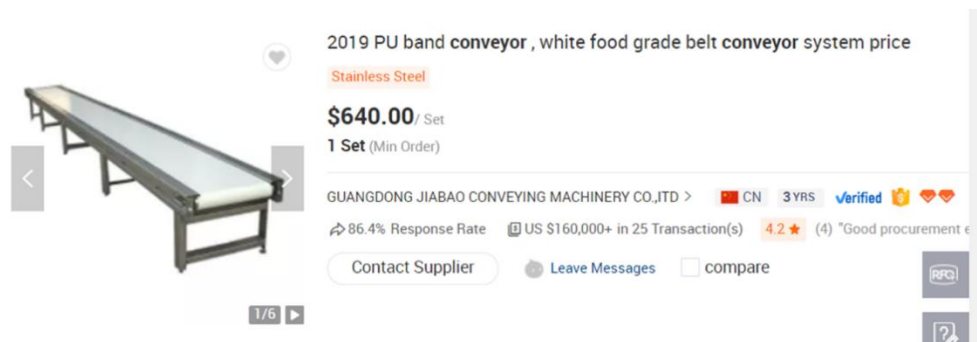 2019 PU band conveyor , white food grade belt conveyor system price
Stainless Steel
$640.00/ Set
1 Set (Min Order)
GUANGDONG JIABAO CONVEYING MACHINERY CO.,lTD > CN 3 YRS Verified $
86.4% Response Rate US $160,000+ in 25 Transaction(s) 4.2 ★ (4) "Good procurement e
Contact Supplier Leave Messages compare
RFQ
1/6